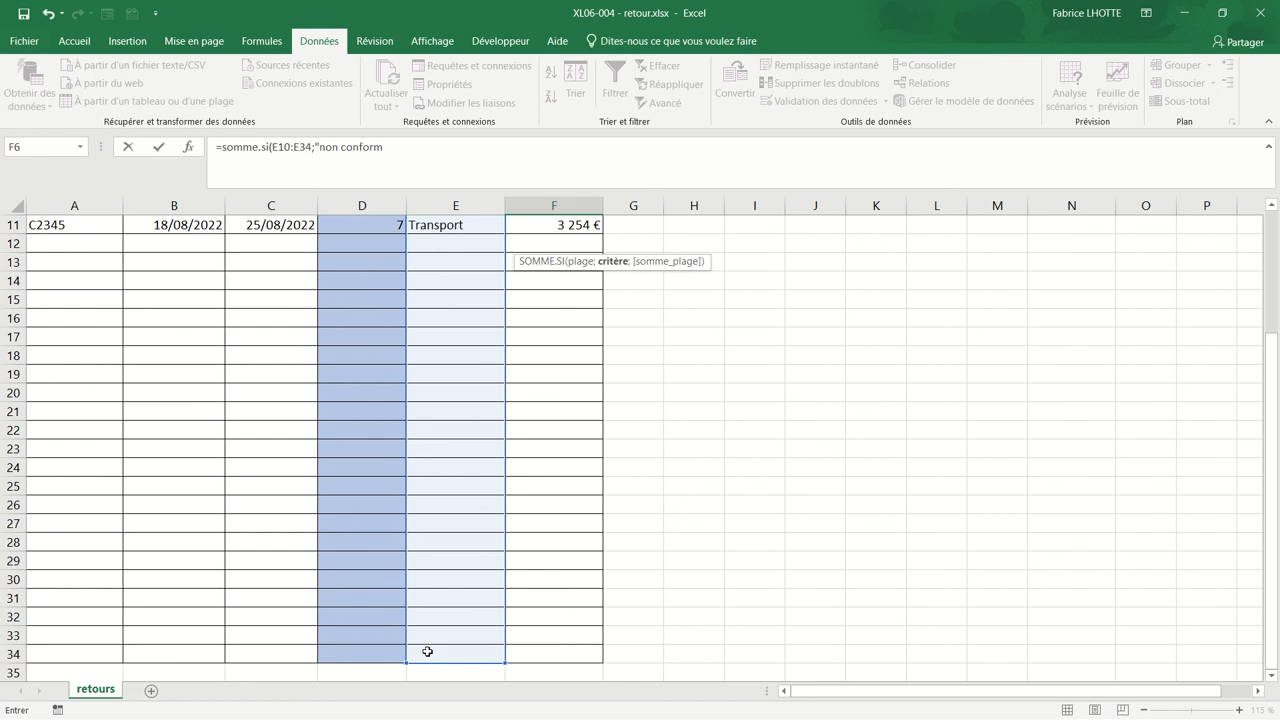 XL06-004 - retour.xlsx - Excel
Fabrice LHOTTE
Fichier Accueil Insertion Mise en page Formules Données Révision Affichage Développeur Aide Dites-nous ce que vous voulez faire
Partager
Obtenir des données
À partir d'un fichier texte/CSV
À partir du web
À partir d'un tableau ou d'une plage
Sources récentes
Connexions existantes
Récupérer et transformer des données
Actualiser tout
Requêtes et connexions
Propriétés
Modifier les liaisons
Requêtes et connexions
Trier
Filtrer
Effacer
Réappliquer
Avancé
Trier et filtrer
Convertir
Remplissage instantané
Supprimer les doublons
Validation des données
Consolider
Relations
Gérer le modèle de données
Outils de données
Analyse scénarios
Feuille de prévision
Prévision
Grouper
Dissocier
Sous-total
Plan
F6
fx
=somme.si(E10:E34;"non conform
A B C D E F G H I J K L M N O P
11 C2345 18/08/2022 25/08/2022 7 Transport 3 254 €
12
13
SOMME.SI(plage; critère; [somme_plage])
14
15
16
17
18
19
20
21
22
23
24
25
26
27
28
29
30
31
32
33
34
35
retours
Entrer
115 %